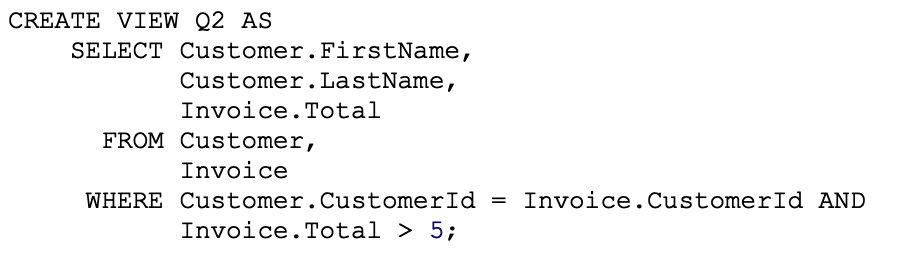 CREATE VIEW Q2 AS
SELECT Customer.FirstName,
Customer.LastName,
Invoice.Total
FROM Customer,
Invoice
WHERE Customer.CustomerId = Invoice.CustomerId AND
Invoice.Total > 5;